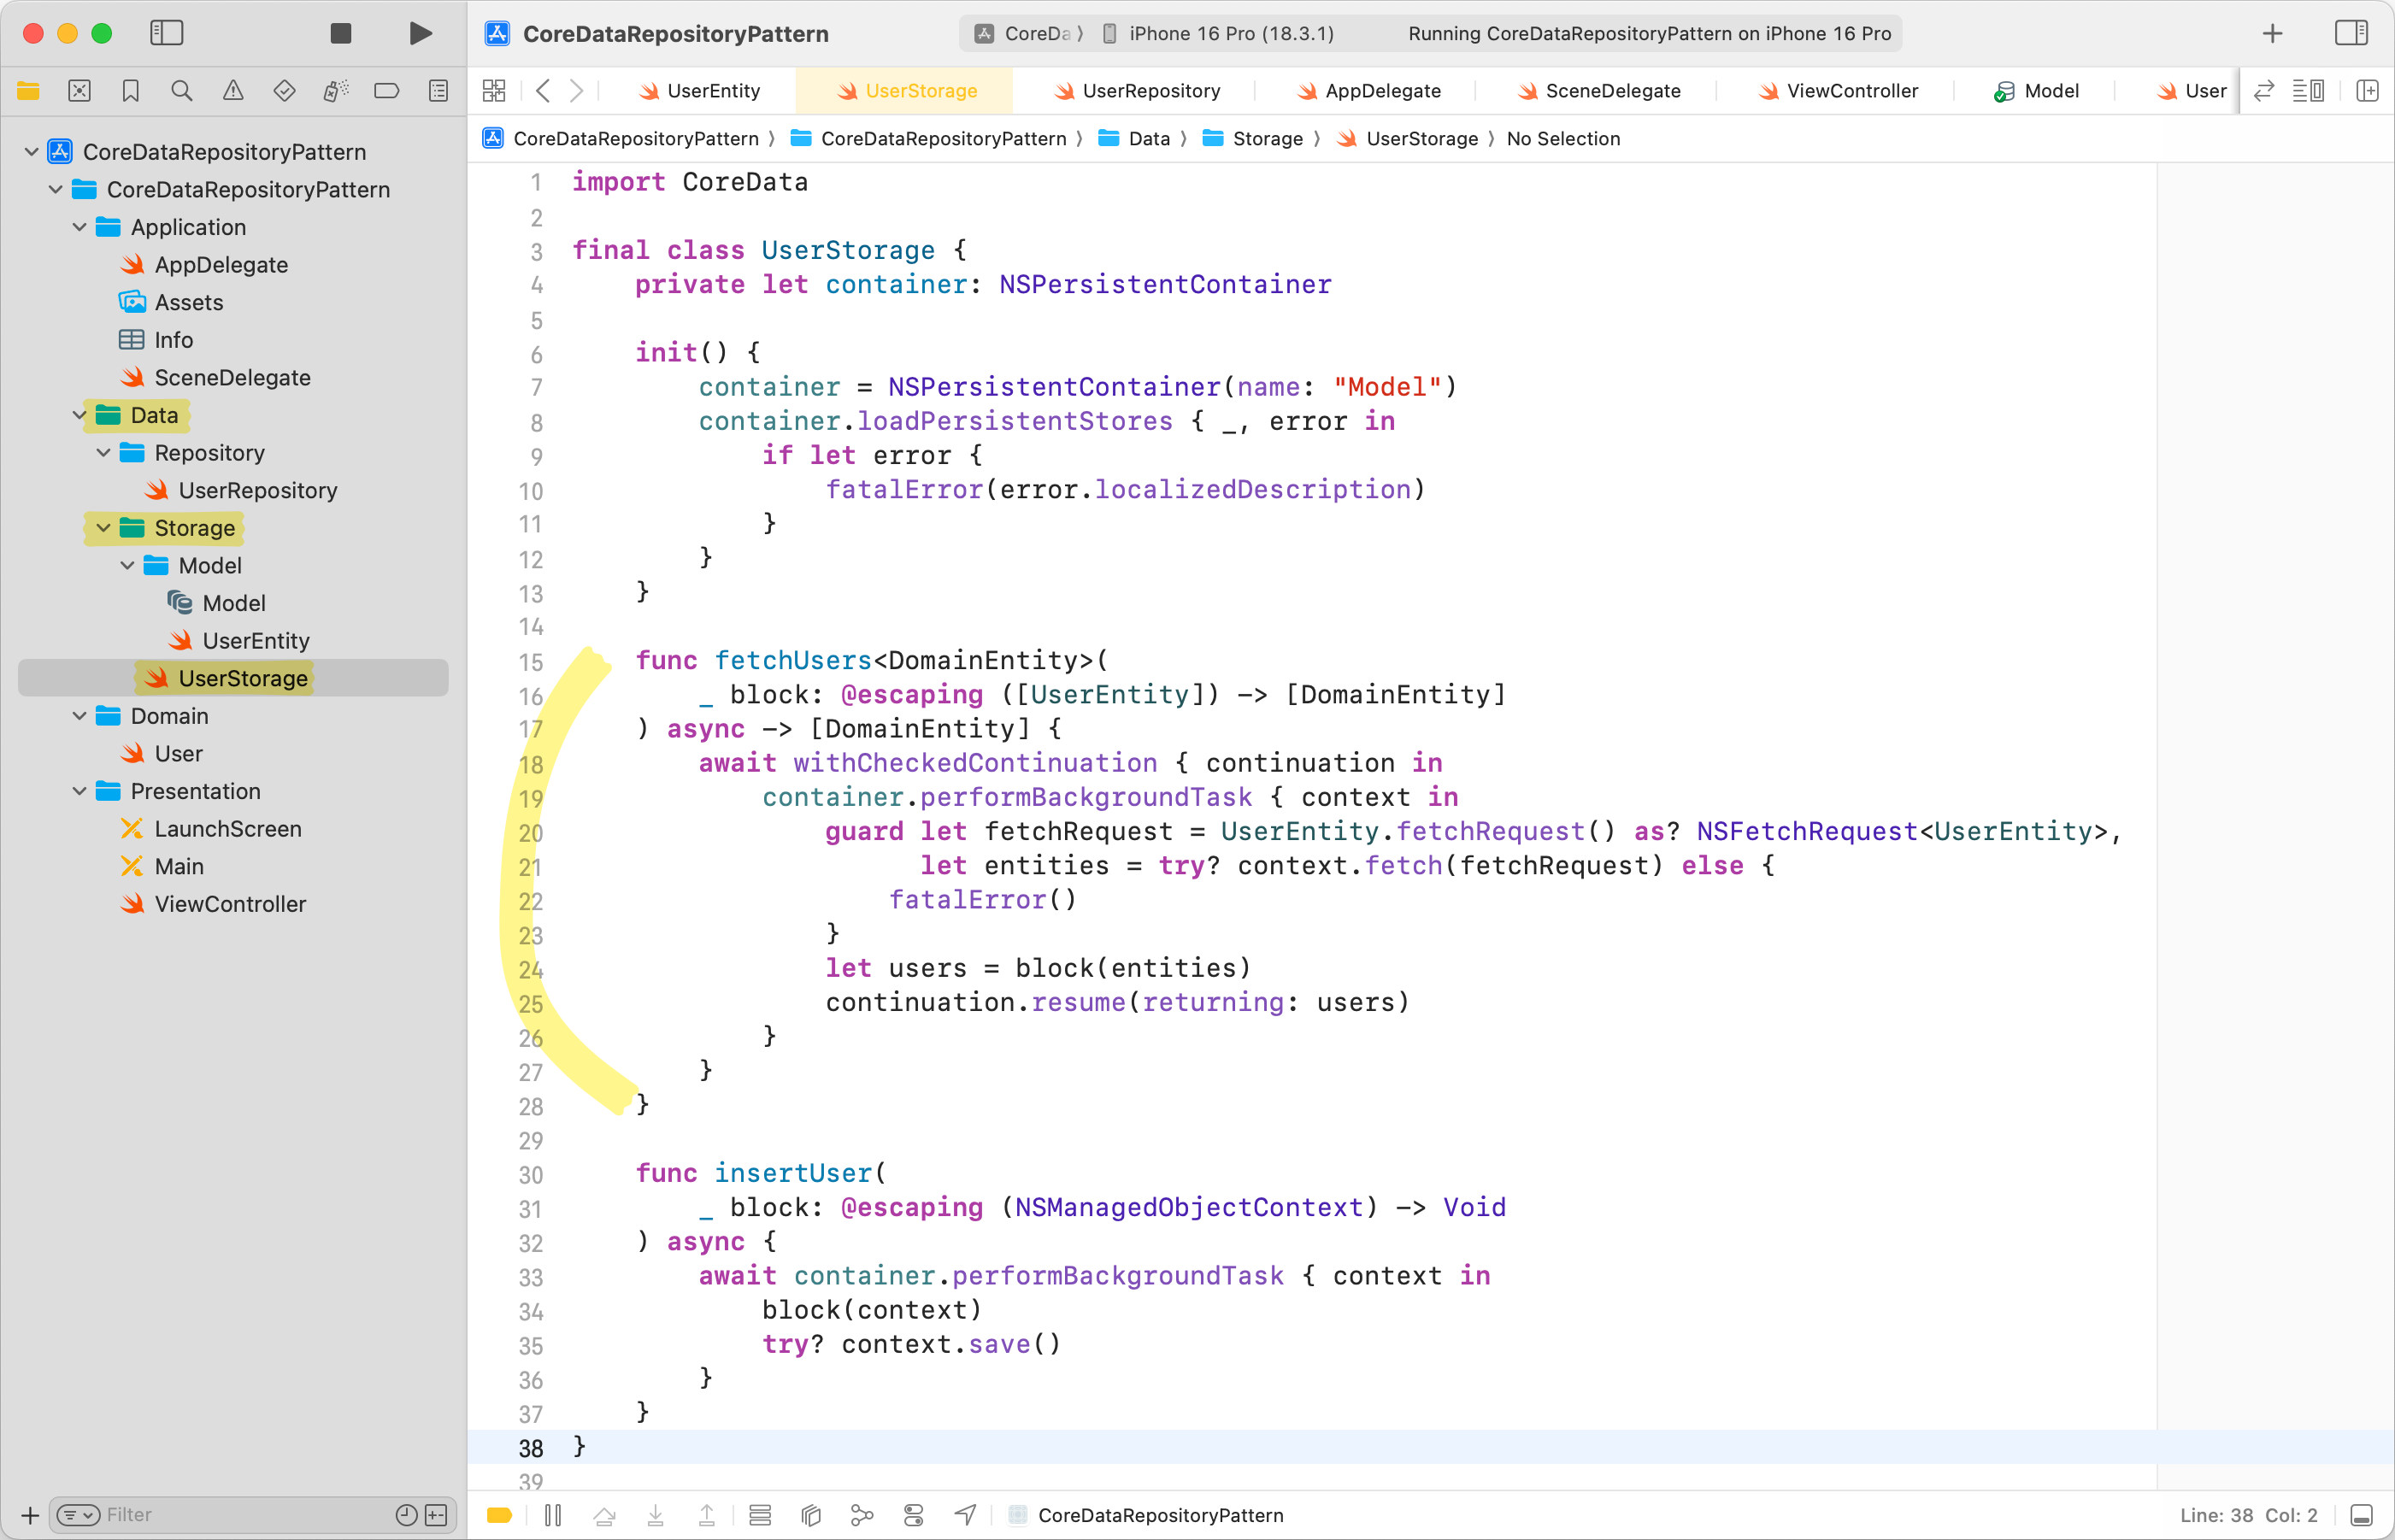 CoreDataRepositoryPattern
CoreDa
iPhone 16 Pro (18.3.1)
Running CoreDataRepositoryPattern on iPhone 16 Pro
UserEntity
UserStorage
UserRepository
AppDelegate
SceneDelegate
ViewController
Model
User
CoreDataRepositoryPattern 〉 CoreDataRepositoryPattern 〉 Data 〉 Storage 〉 UserStorage 〉 No Selection
CoreDataRepositoryPattern
CoreDataRepositoryPattern
Application
AppDelegate
Assets
Info
SceneDelegate
Data
Repository
UserRepository
Storage
Model
Model
UserEntity
UserStorage
Domain
User
Presentation
LaunchScreen
Main
ViewController
Filter
1 import CoreData
2
3 final class UserStorage {
4     private let container: NSPersistentContainer
5
6     init() {
7         container = NSPersistentContainer(name: "Model")
8         container.loadPersistentStores { _, error in
9             if let error {
10                 fatalError(error.localizedDescription)
11             }
12         }
13     }
14
15     func fetchUsers<DomainEntity>(
16         _ block: @escaping ([UserEntity]) -> [DomainEntity]
17     ) async -> [DomainEntity] {
18         await withCheckedContinuation { continuation in
19             container.performBackgroundTask { context in
20                 guard let fetchRequest = UserEntity.fetchRequest() as? NSFetchRequest<UserEntity>,
21                       let entities = try? context.fetch(fetchRequest) else {
22                     fatalError()
23                 }
24                 let users = block(entities)
25                 continuation.resume(returning: users)
26             }
27         }
28     }
29
30     func insertUser(
31         _ block: @escaping (NSManagedObjectContext) -> Void
32     ) async {
33         await container.performBackgroundTask { context in
34             block(context)
35             try? context.save()
36         }
37     }
38 }
39
CoreDataRepositoryPattern
Line: 38 Col: 2